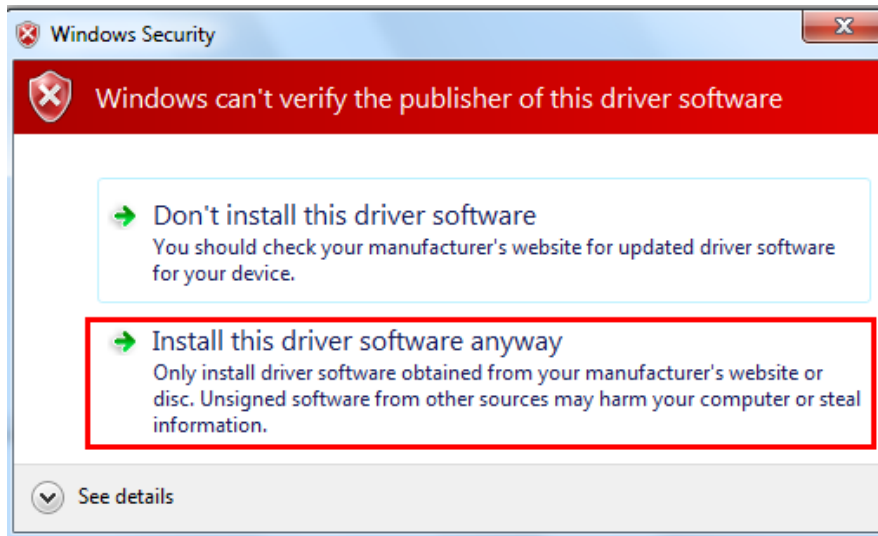 Windows Security
Windows can't verify the publisher of this driver software
Don't install this driver software
You should check your manufacturer's website for updated driver software
for your device.
Install this driver software anyway
Only install driver software obtained from your manufacturer's website or
disc. Unsigned software from other sources may harm your computer or steal
information.
See details